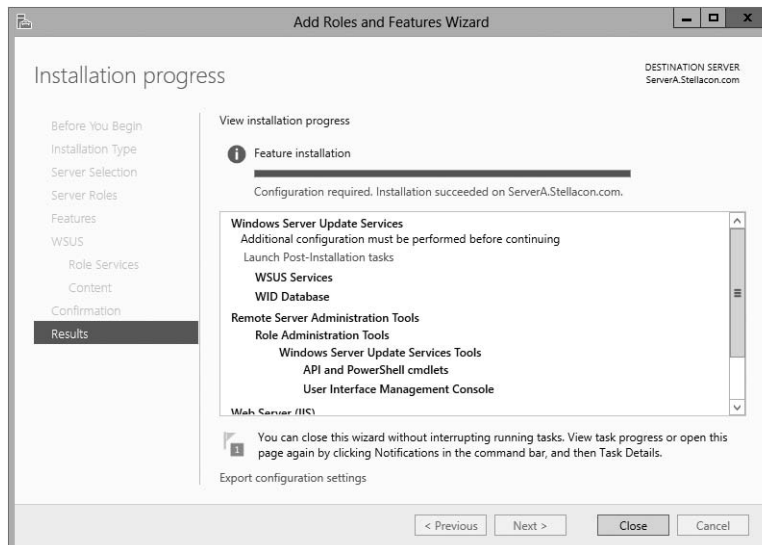 Add Roles and Features Wizard
Installation progress
DESTINATION SERVER
ServerA.Stellacon.com
Before You Begin
Installation Type
Server Selection
Server Roles
Features
WSUS
Role Services
Content
Confirmation
Results
View installation progress
Feature installation
Configuration required. Installation succeeded on ServerA.Stellacon.com.
Windows Server Update Services
Additional configuration must be performed before continuing
Launch Post-Installation tasks
WSUS Services
WID Database
Remote Server Administration Tools
Role Administration Tools
Windows Server Update Services Tools
API and PowerShell cmdlets
User Interface Management Console
Web Server (IIS)
1
You can close this wizard without interrupting running tasks. View task progress or open this
page again by clicking Notifications in the command bar, and then Task Details.
Export configuration settings
< Previous
Next >
Close
Cancel